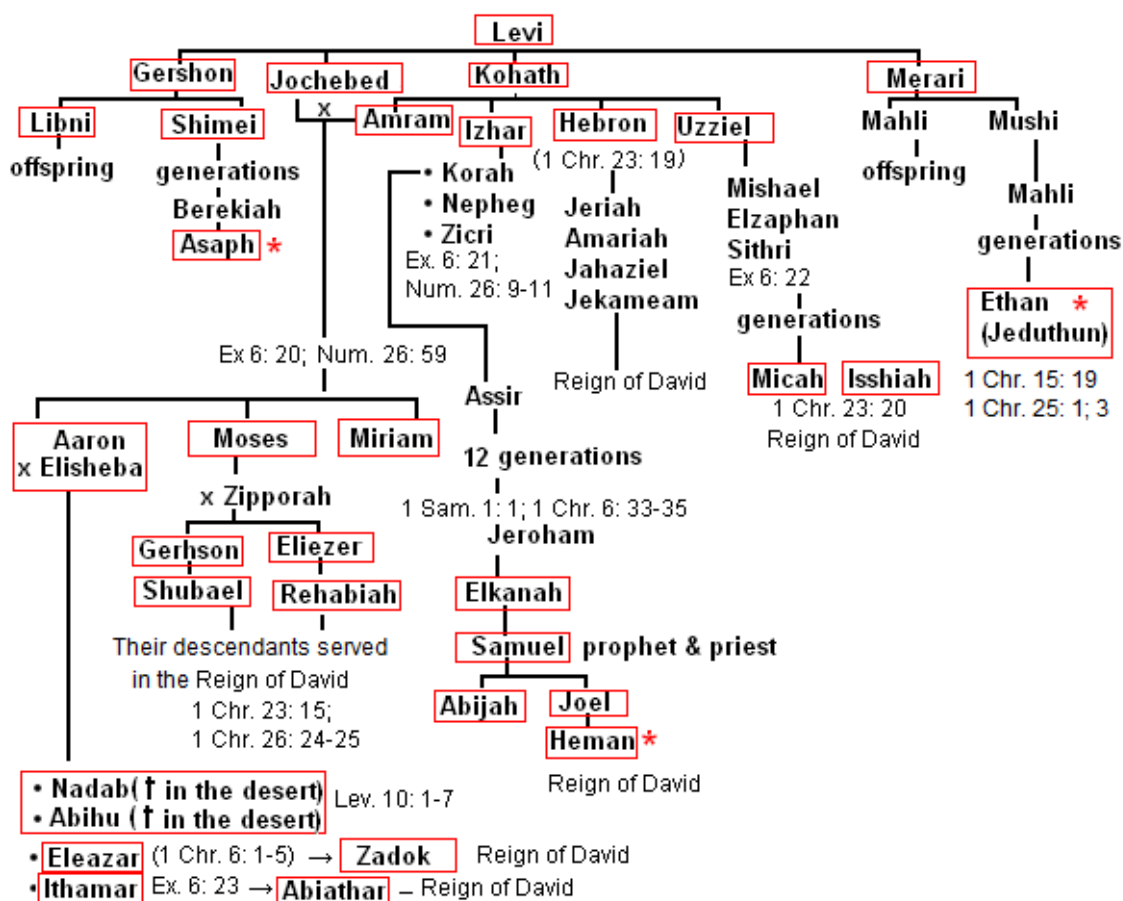 Levi
Gershon
Jochebed
Kohath
Merari
x
Libni
Shimei
Amram
Izhar
Hebron
Uzziel
Mahli
Mushi
offspring
generations
Berekiah
Asaph *
• Korah
• Nepheg
• Zicri
Ex. 6: 21;
Num. 26: 9-11
(1 Chr. 23: 19)
Jeriah
Amariah
Jahaziel
Jekameam
Reign of David
Mishael
Elzaphan
Sithri
Ex 6: 22
generations
Micah Isshiah
1 Chr. 23: 20
Reign of David
offspring
Mahli
generations
Ethan *
(Jeduthun)
1 Chr. 15: 19
1 Chr. 25: 1; 3
Ex 6: 20; Num. 26: 59
Aaron
x Elisheba
Moses
Miriam
x Zipporah
Gerhson
Eliezer
Shubael
Rehabiah
Their descendants served
in the Reign of David
1 Chr. 23: 15;
1 Chr. 26: 24-25
Assir
12 generations
1 Sam. 1: 1; 1 Chr. 6: 33-35
Jeroham
Elkanah
Samuel prophet & priest
Abijah
Joel
Heman *
Reign of David
• Nadab († in the desert)
• Abihu († in the desert)
Lev. 10: 1-7
• Eleazar (1 Chr. 6: 1-5) → Zadok Reign of David
• Ithamar Ex. 6: 23 → Abiathar – Reign of David